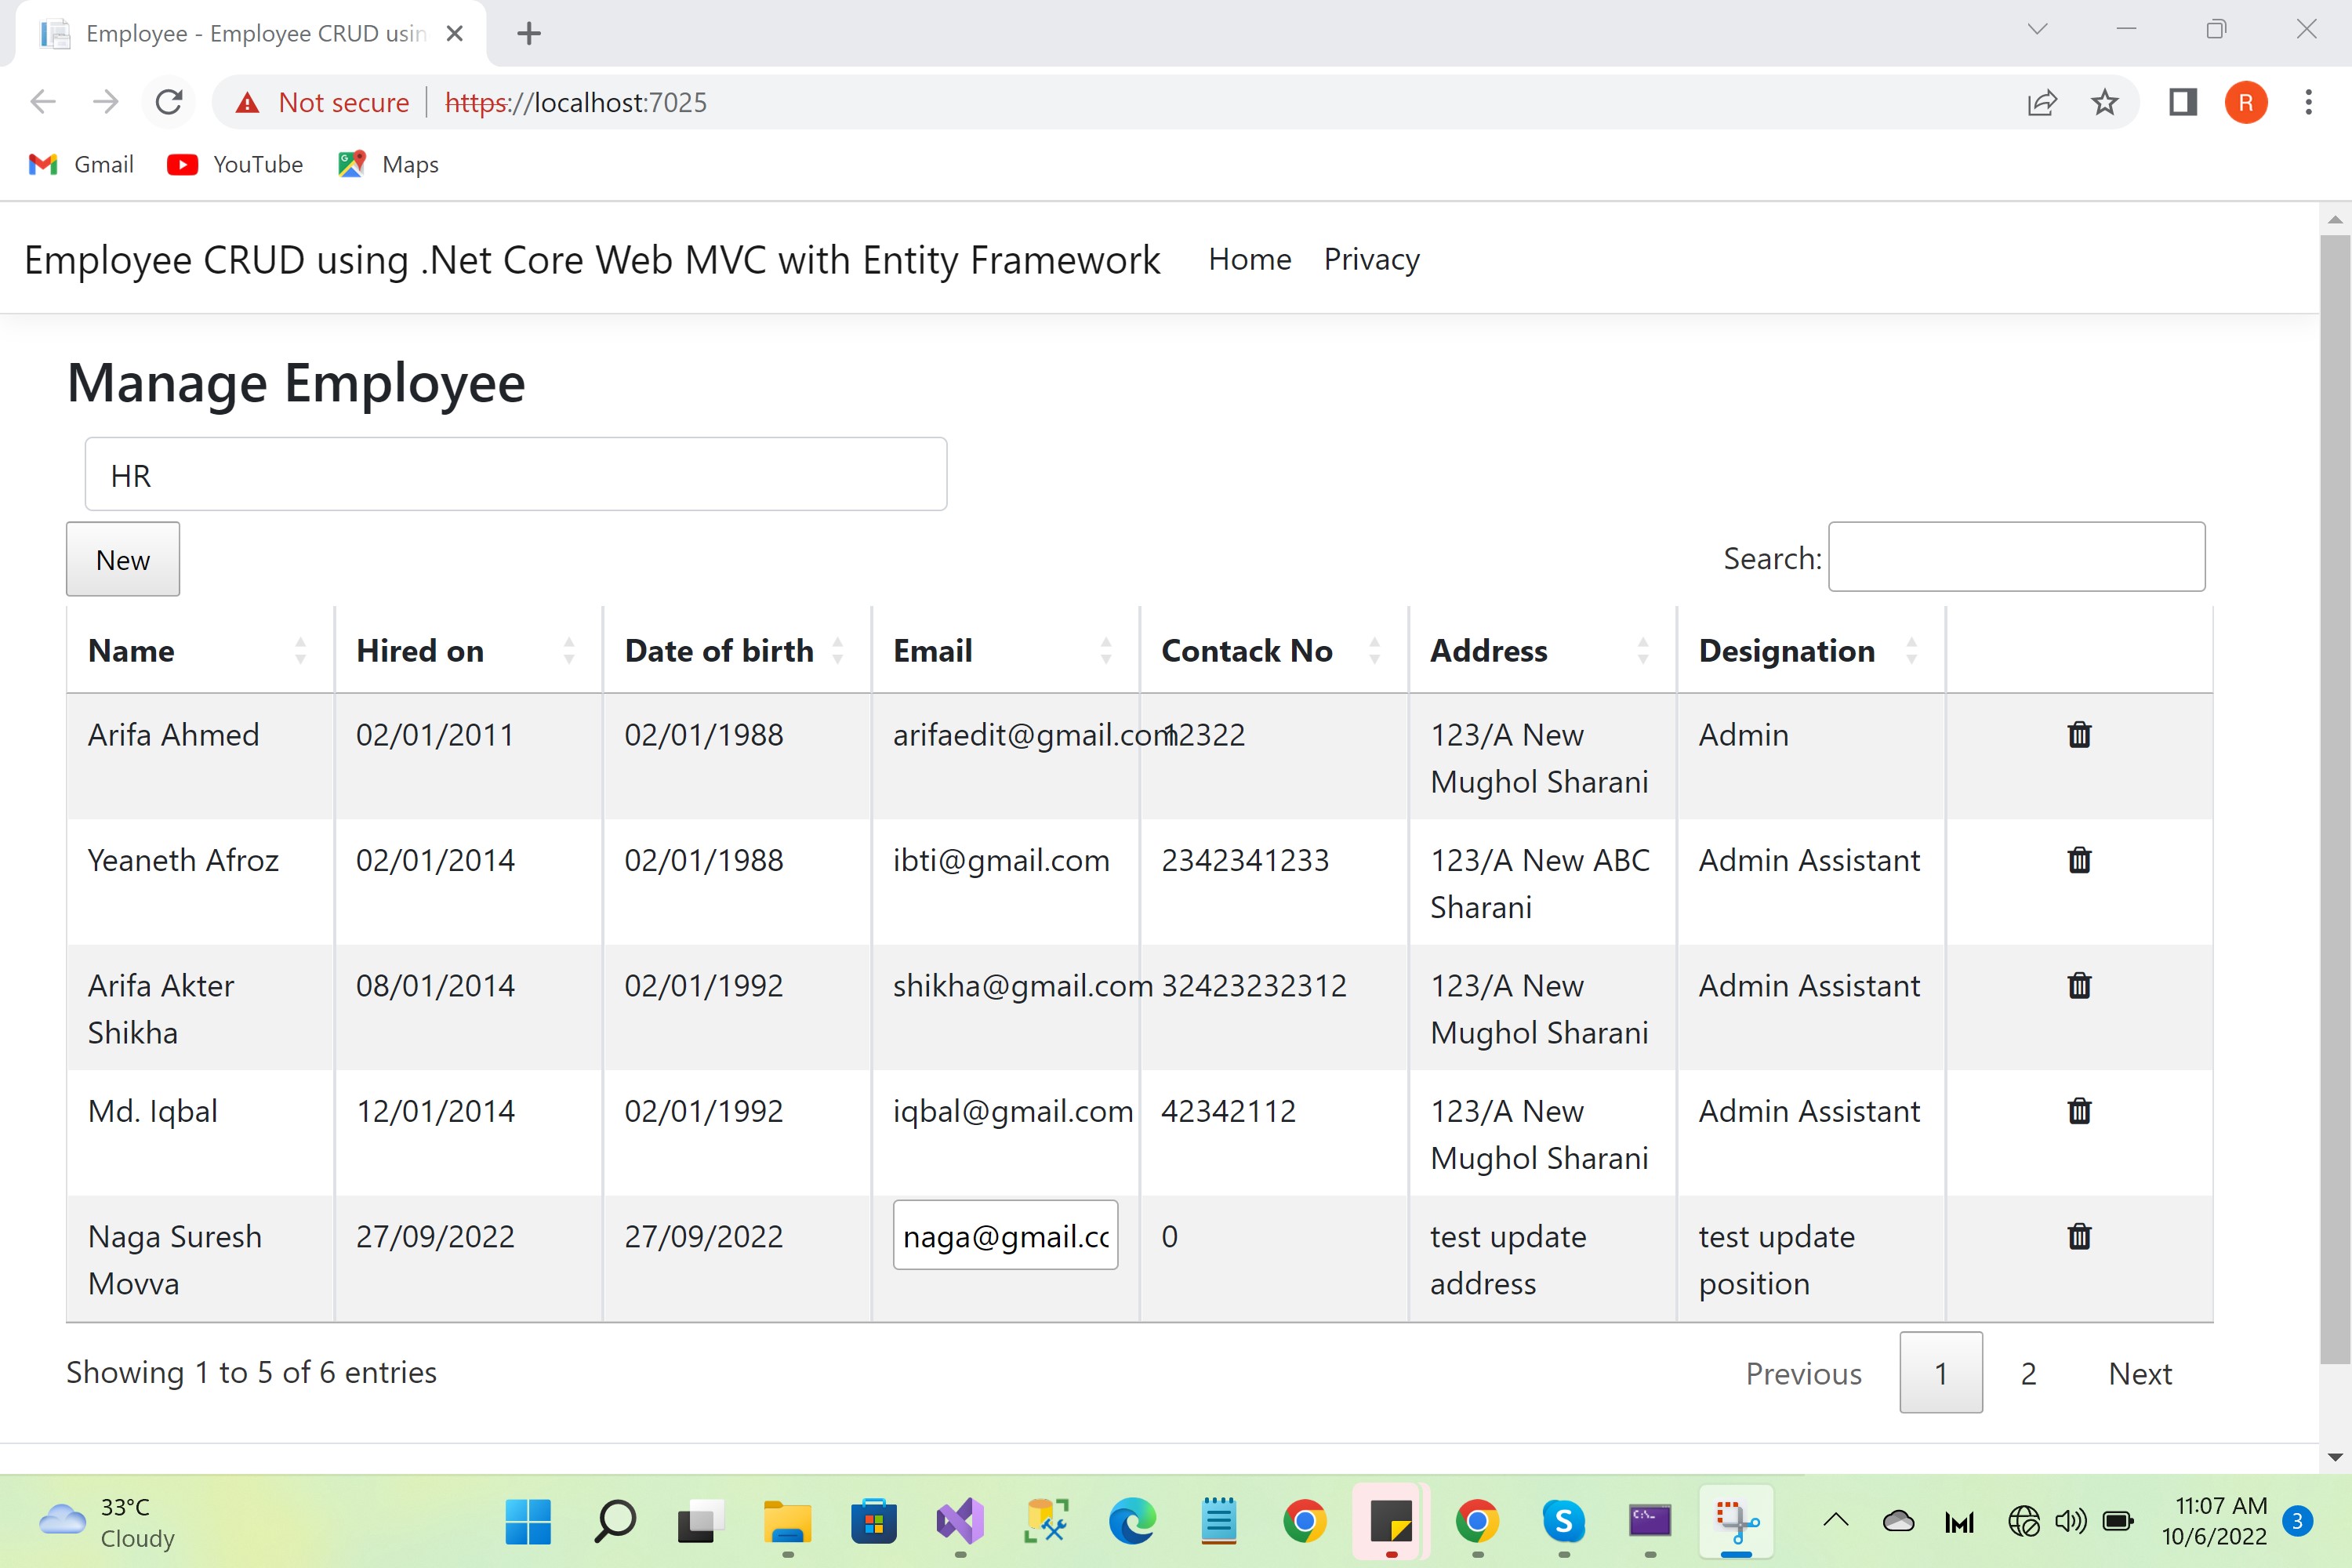 Employee - Employee CRUD usin
Not secure https://localhost:7025
R
Gmail YouTube Maps
Employee CRUD using .Net Core Web MVC with Entity Framework Home Privacy
Manage Employee
HR
New Search:
Name Hired on Date of birth Email Contack No Address Designation
Arifa Ahmed 02/01/2011 02/01/1988 arifaedit@gmail.com 12322 123/A New Admin
Mughol Sharani
Yeaneth Afroz 02/01/2014 02/01/1988 ibti@gmail.com 2342341233 123/A New ABC Admin Assistant
Sharani
Arifa Akter 08/01/2014 02/01/1992 shikha@gmail.com 32423232312 123/A New Admin Assistant
Shikha Mughol Sharani
Md. Iqbal 12/01/2014 02/01/1992 iqbal@gmail.com 42342112 123/A New Admin Assistant
Mughol Sharani
Naga Suresh 27/09/2022 27/09/2022 naga@gmail.cc 0 test update test update
Movva address position
Showing 1 to 5 of 6 entries Previous 1 2 Next
33°C 11:07 AM
Cloudy 10/6/2022 3